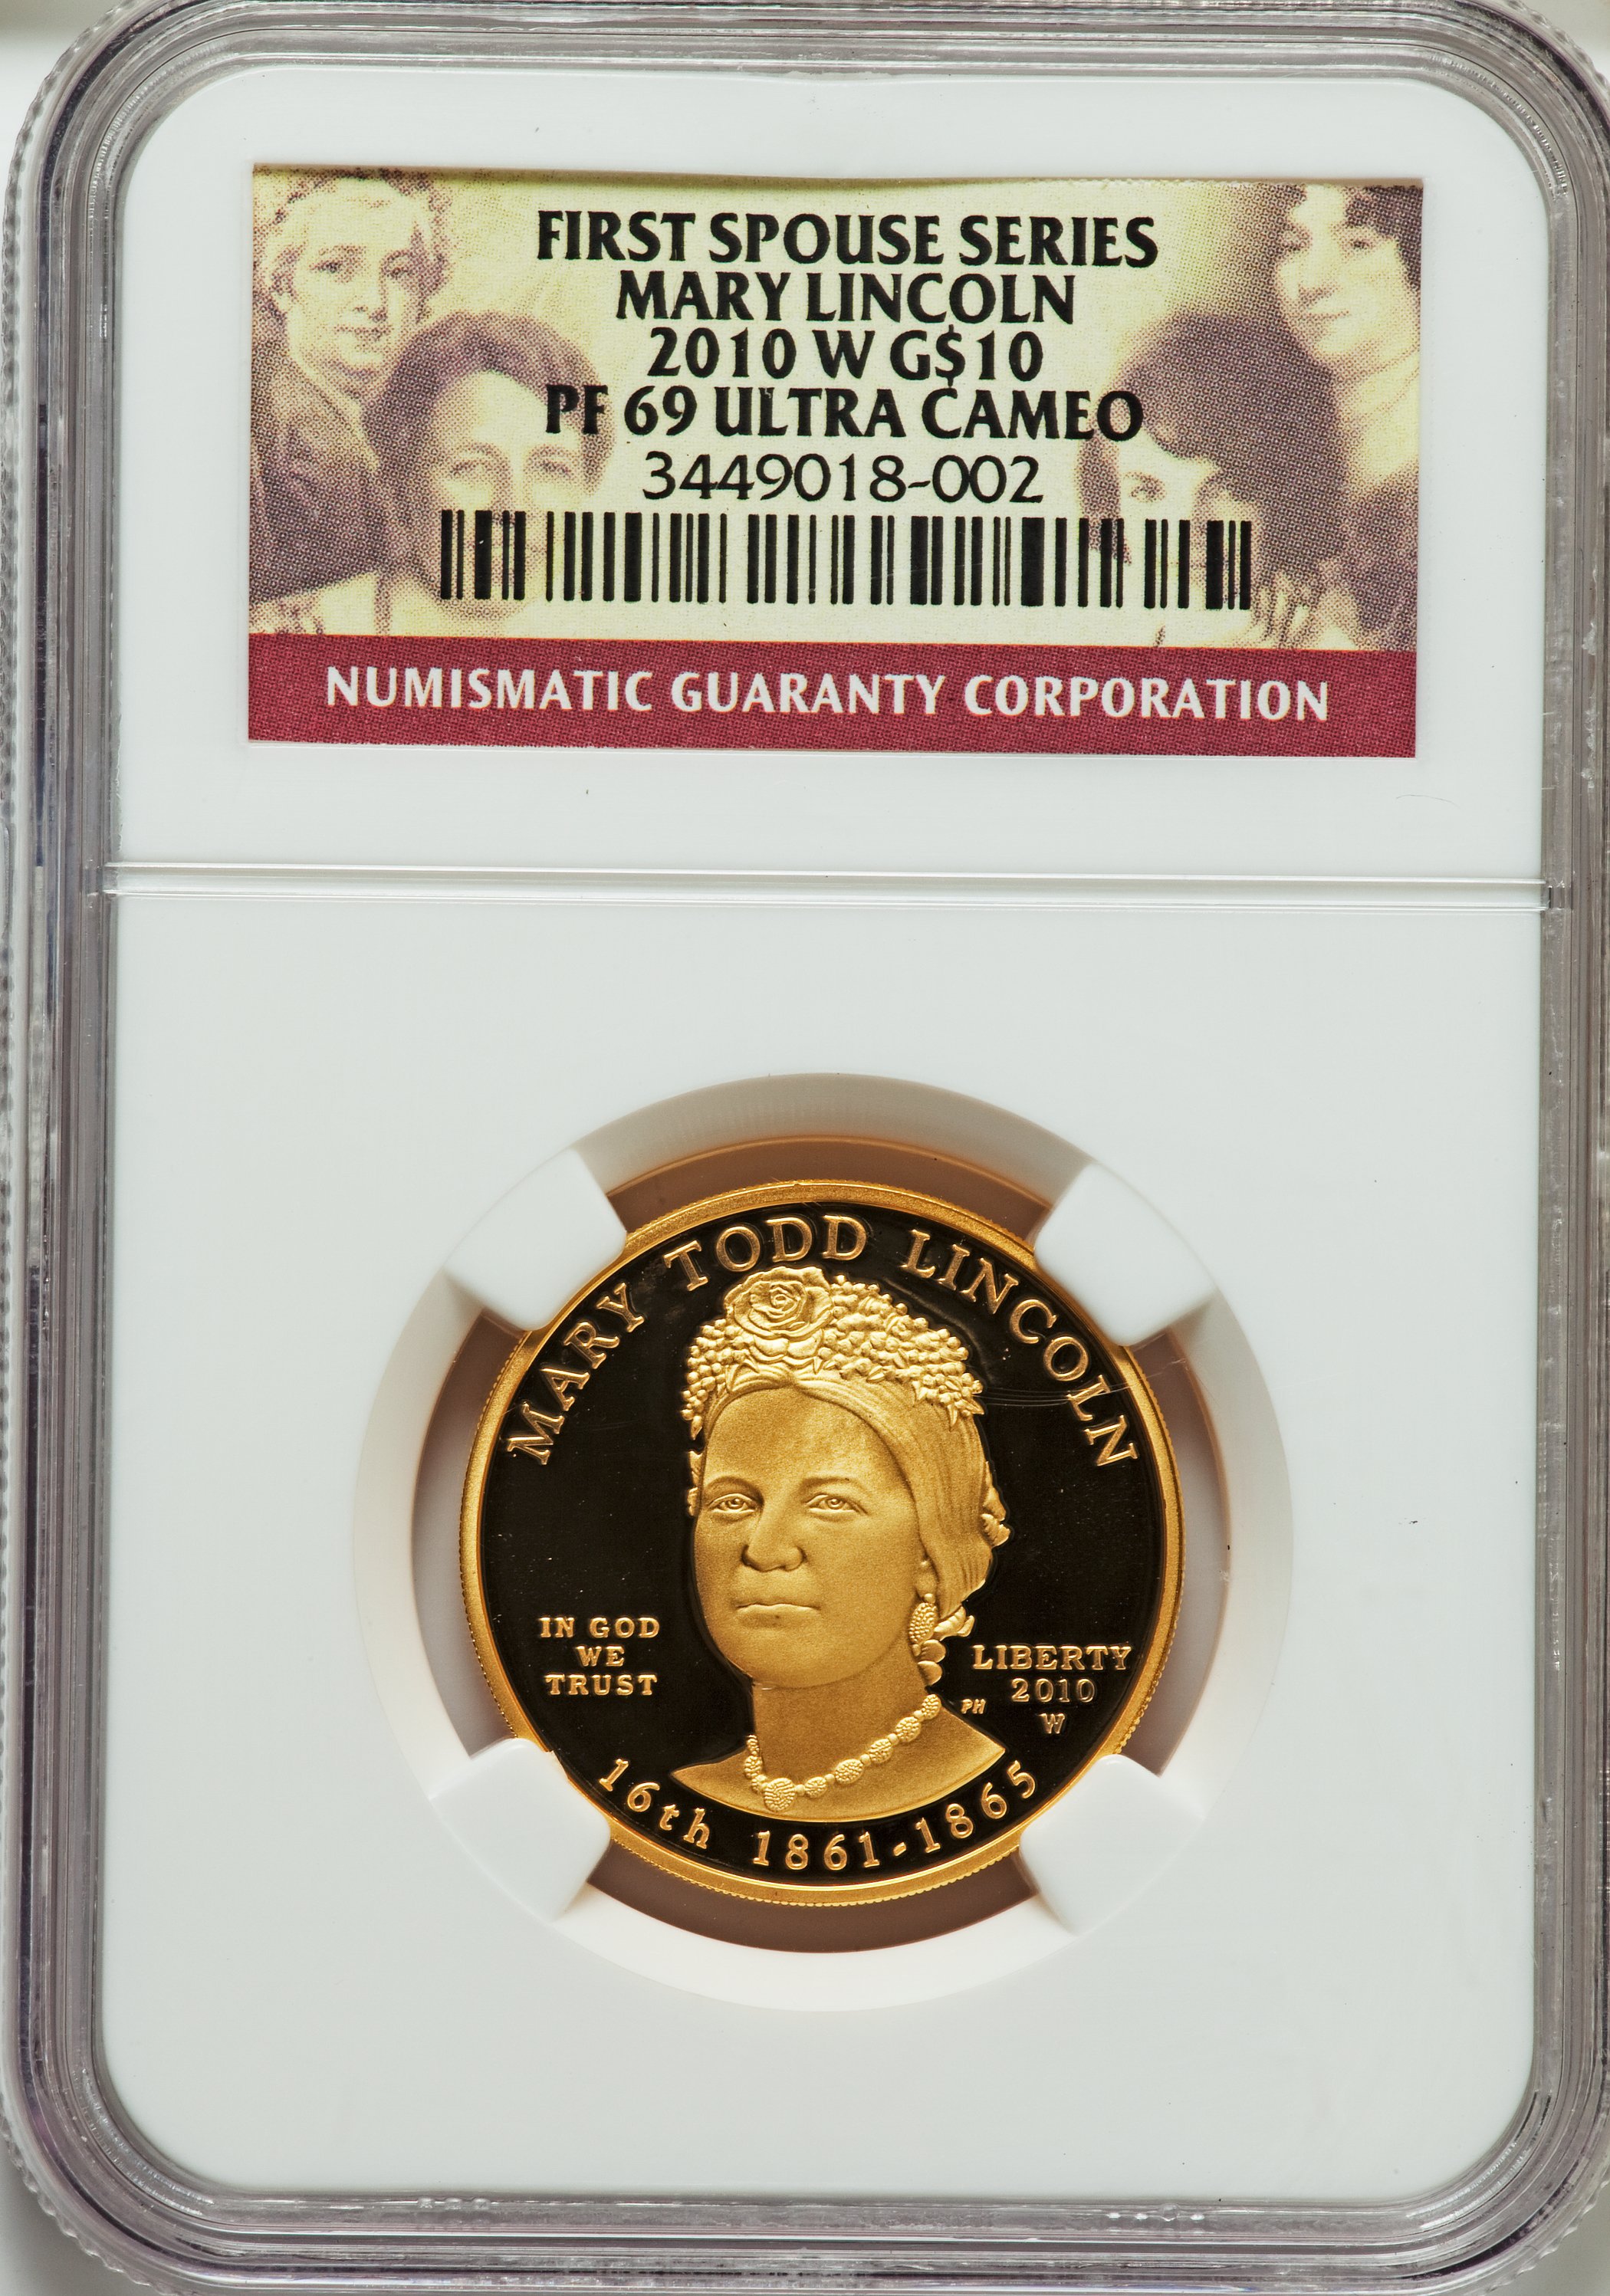 FIRST SPOUSE SERIES
MARY LINCOLN
2010 W G$10
PF 69 ULTRA CAMEO
3449018-002
NUMISMATIC GUARANTY CORPORATION
MARY TODD LINCOLN
IN GOD
WE
TRUST
LIBERTY
2010
W
PH
16th 1861-1865